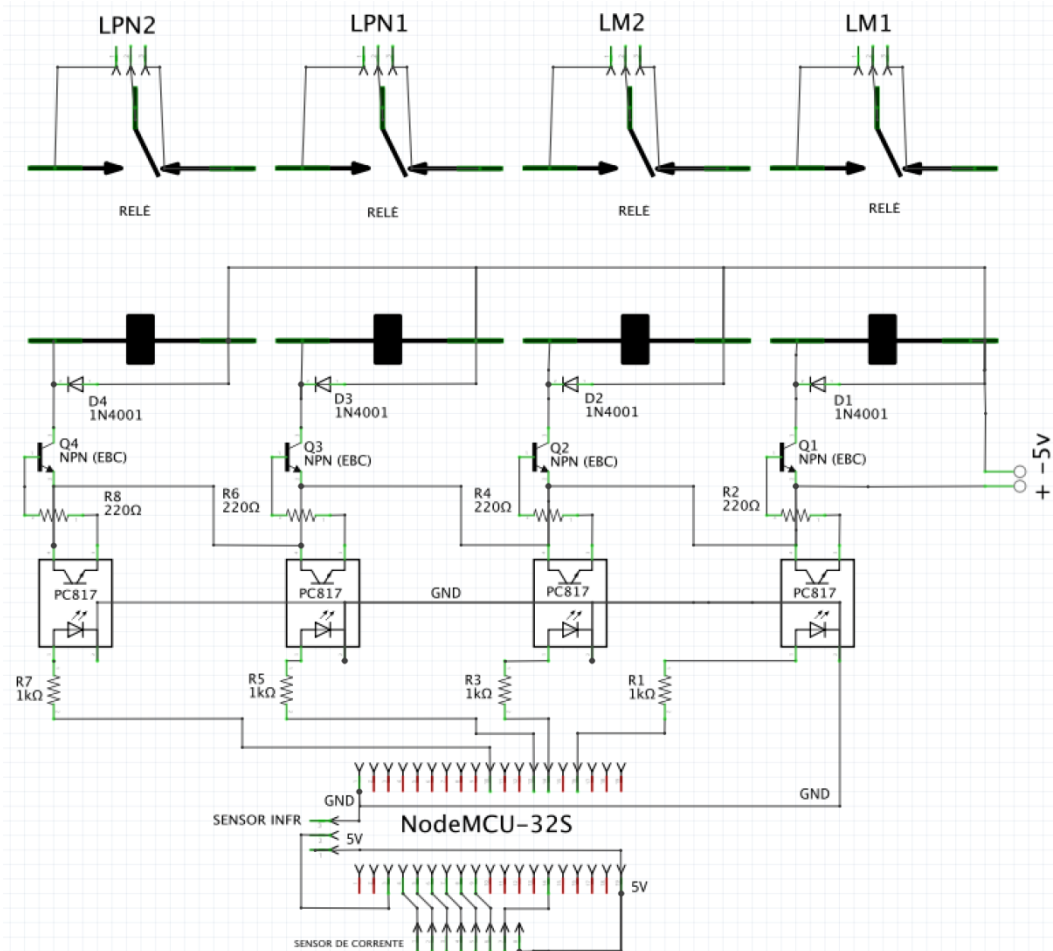 LPN2 LPN1 LM2 LM1
RELÉ RELÉ RELÉ RELÉ
D4 D3 D2 D1
1N4001 1N4001 1N4001 1N4001
Q4 Q3 Q2 Q1
NPN (EBC) NPN (EBC) NPN (EBC) NPN (EBC)
+ -5v
R8 R6 R4 R2
220Ω 220Ω 220Ω 220Ω
PC817 PC817 PC817 PC817
GND
R7 R5 R3 R1
1kΩ 1kΩ 1kΩ 1kΩ
GND GND
SENSOR INFR NodeMCU-32S
5V
5V
SENSOR DE CORRENTE